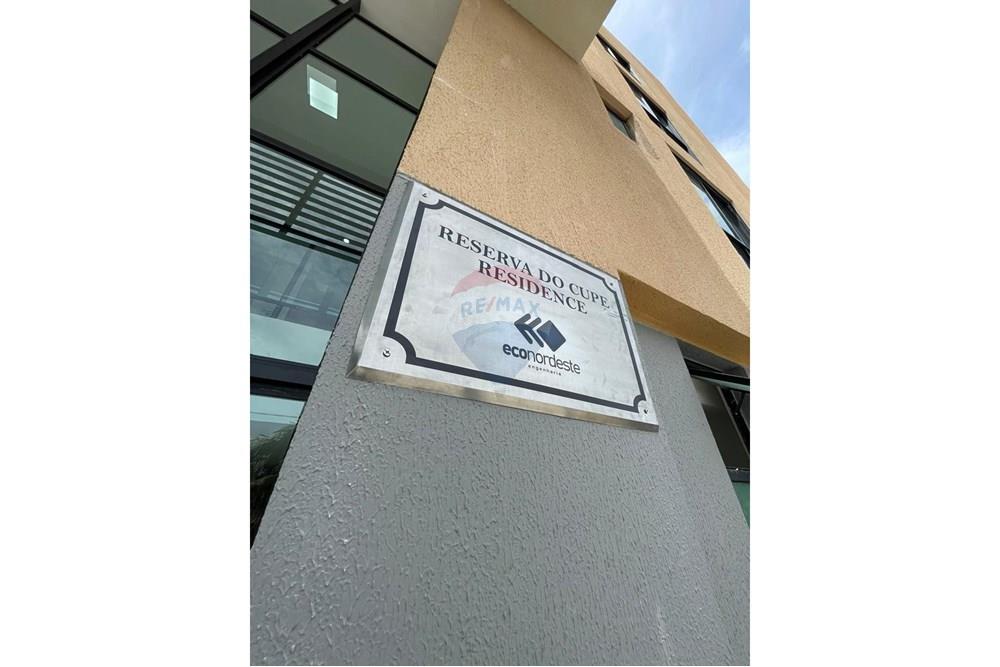 RESERVA DO CUPE
RESIDENCE
RE/MAX
econordeste
engenharia